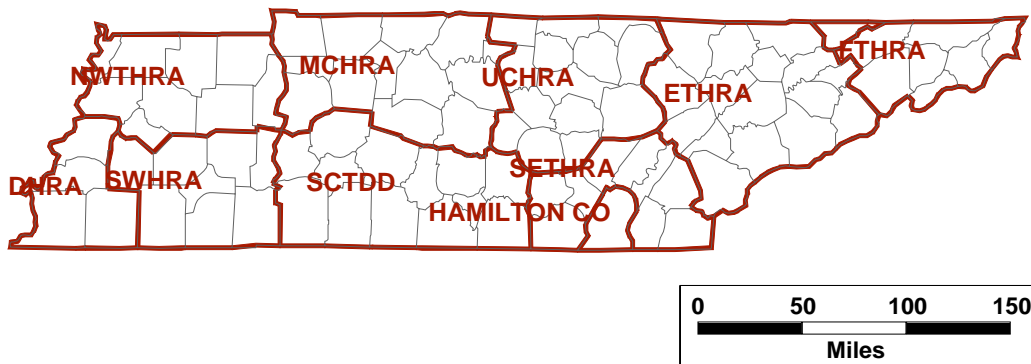 FTHRA
MCHRA
NWTHRA
UCHRA
ETHRA
SETHRA
DHRA
SWHRA
SCTDD
HAMILTON CO
0 50 100 150
Miles